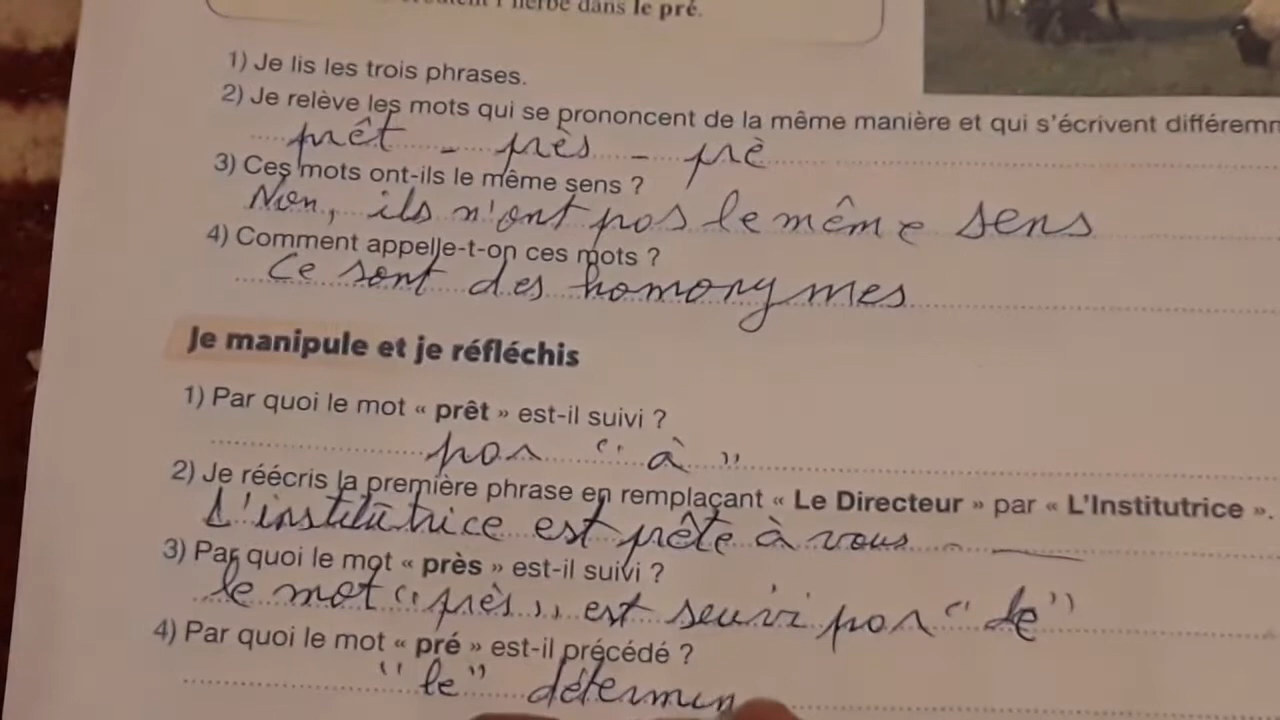 l'herbe dans le pré.
1) Je lis les trois phrases.
2) Je relève les mots qui se prononcent de la même manière et qui s'écrivent différemm
prêt - près - prè
3) Ces mots ont-ils le même sens ?
Non, ils n'ont pas le même sens
4) Comment appelle-t-on ces mots ?
Ce sont des homonymes
Je manipule et je réfléchis
1) Par quoi le mot « prêt » est-il suivi ?
par " à "
2) Je réécris la première phrase en remplaçant « Le Directeur » par « L'Institutrice ».
L'institutrice est prête à vous
3) Par quoi le mot « près » est-il suivi ?
le mot "près" est suivi par "de"
4) Par quoi le mot « pré » est-il précédé ?
"le" détermin